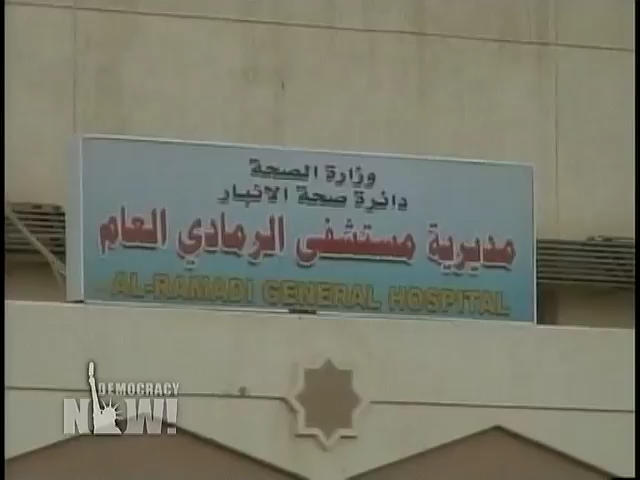 وزارة الصحة
دائرة صحة الانبار
مديرية مستشفى الرمادي العام
AL-RAMADI GENERAL HOSPITAL
DEMOCRACY
NOW!